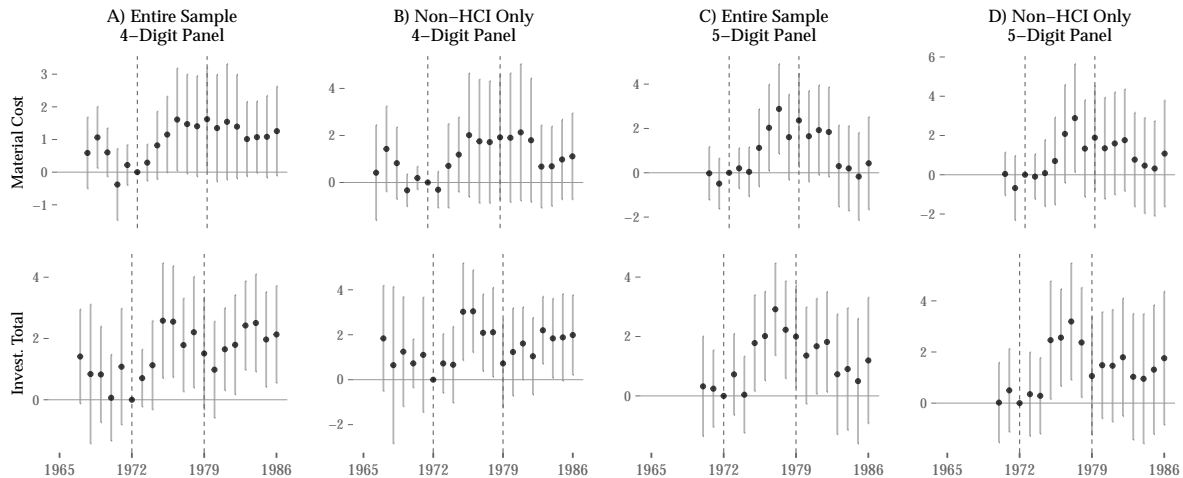 A) Entire Sample
4−Digit Panel
B) Non−HCI Only
4−Digit Panel
C) Entire Sample
5−Digit Panel
D) Non−HCI Only
5−Digit Panel
Material Cost
3
2
1
0
−1
4
2
0
4
2
0
−2
6
4
2
0
−2
Invest. Total
4
2
0
4
2
0
−2
4
2
0
4
2
0
1965 1972 1979 1986
1965 1972 1979 1986
1965 1972 1979 1986
1965 1972 1979 1986